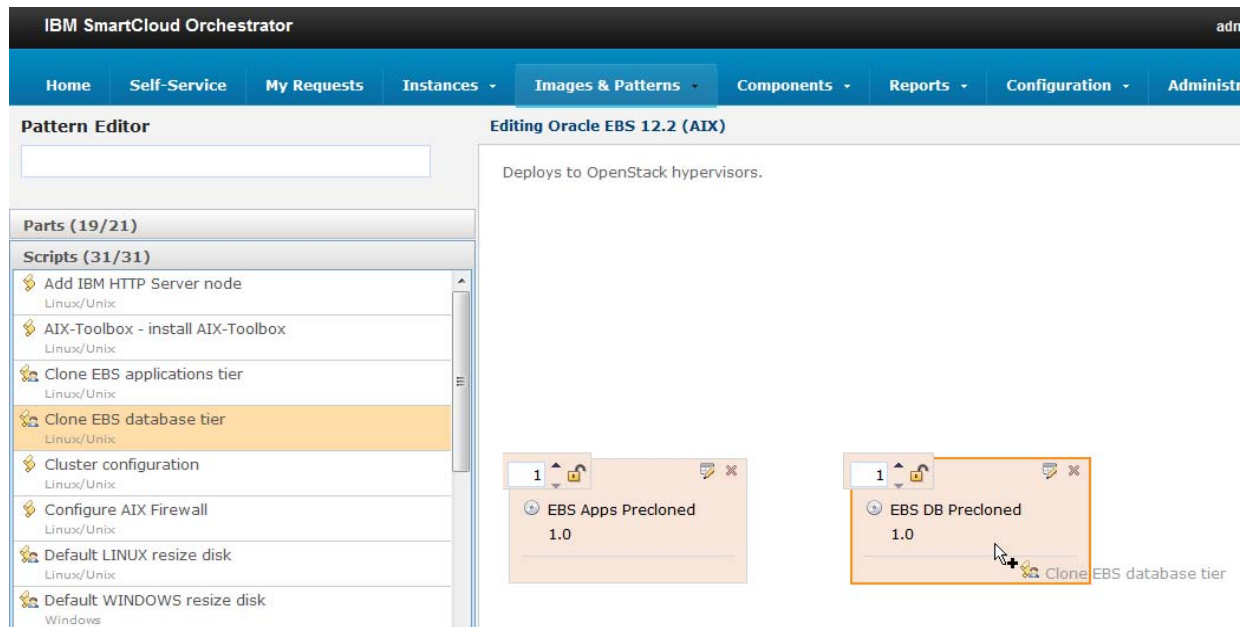 IBM SmartCloud Orchestrator
Home Self-Service My Requests Instances Images & Patterns Components Reports Configuration
Pattern Editor
Editing Oracle EBS 12.2 (AIX)
Deploys to OpenStack hypervisors.
Parts (19/21)
Scripts (31/31)
Add IBM HTTP Server node
Linux/Unix
AIX-Toolbox - install AIX-Toolbox
Linux/Unix
Clone EBS applications tier
Linux/Unix
Clone EBS database tier
Linux/Unix
Cluster configuration
Linux/Unix
Configure AIX Firewall
Linux/Unix
Default LINUX resize disk
Linux/Unix
Default WINDOWS resize disk
Windows
1
EBS Apps Precloned
1.0
1
EBS DB Precloned
1.0
Clone EBS database tier